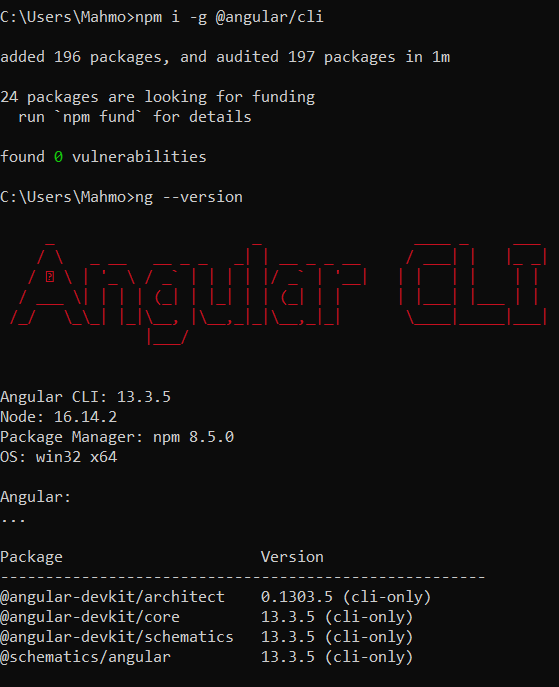 C:\Users\Mahmo>npm i -g @angular/cli
added 196 packages, and audited 197 packages in 1m
24 packages are looking for funding
  run `npm fund` for details
found 0 vulnerabilities
C:\Users\Mahmo>ng --version
Angular CLI
Angular CLI: 13.3.5
Node: 16.14.2
Package Manager: npm 8.5.0
OS: win32 x64
Angular:
...
Package                      Version
------------------------------------------------------
@angular-devkit/architect    0.1303.5 (cli-only)
@angular-devkit/core         13.3.5 (cli-only)
@angular-devkit/schematics   13.3.5 (cli-only)
@schematics/angular          13.3.5 (cli-only)